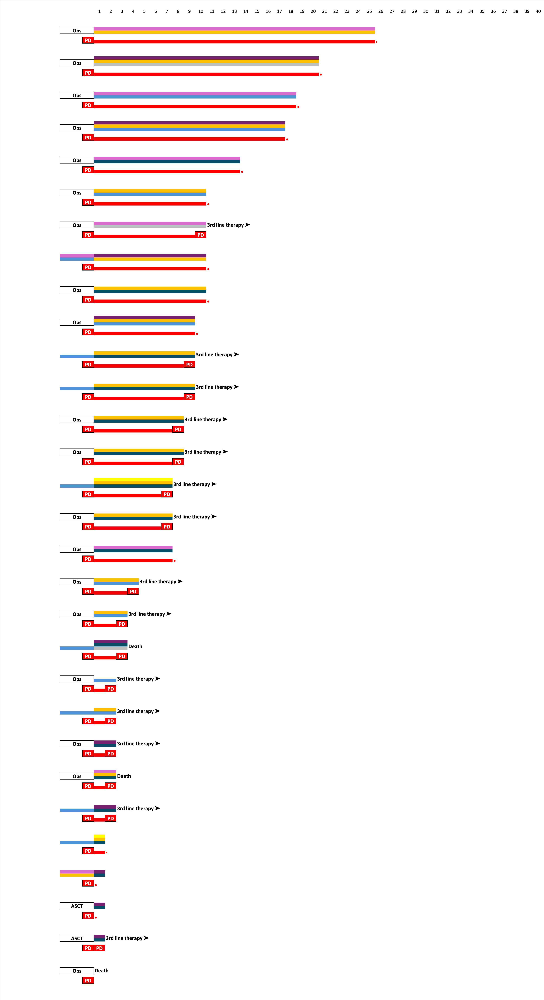 1 2 3 4 5 6 7 8 9 10 11 12 13 14 15 16 17 18 19 20 21 22 23 24 25 26 27 28 29 30 31 32 33 34 35 36 37 38 39 40
Obs
PD
Obs
PD
Obs
PD
Obs
PD
Obs
PD
Obs
PD
Obs 3rd line therapy ➤
PD PD
PD
Obs
PD
Obs
PD
3rd line therapy ➤
PD PD
3rd line therapy ➤
PD PD
Obs 3rd line therapy ➤
PD PD
Obs 3rd line therapy ➤
PD PD
3rd line therapy ➤
PD PD
Obs 3rd line therapy ➤
PD PD
Obs
PD
Obs 3rd line therapy ➤
PD PD
Obs 3rd line therapy ➤
PD PD
Death
PD PD
Obs 3rd line therapy ➤
PD PD
3rd line therapy ➤
PD PD
Obs 3rd line therapy ➤
PD PD
Obs Death
PD PD
3rd line therapy ➤
PD PD
PD
PD
ASCT
PD
ASCT 3rd line therapy ➤
PD PD
Obs Death
PD